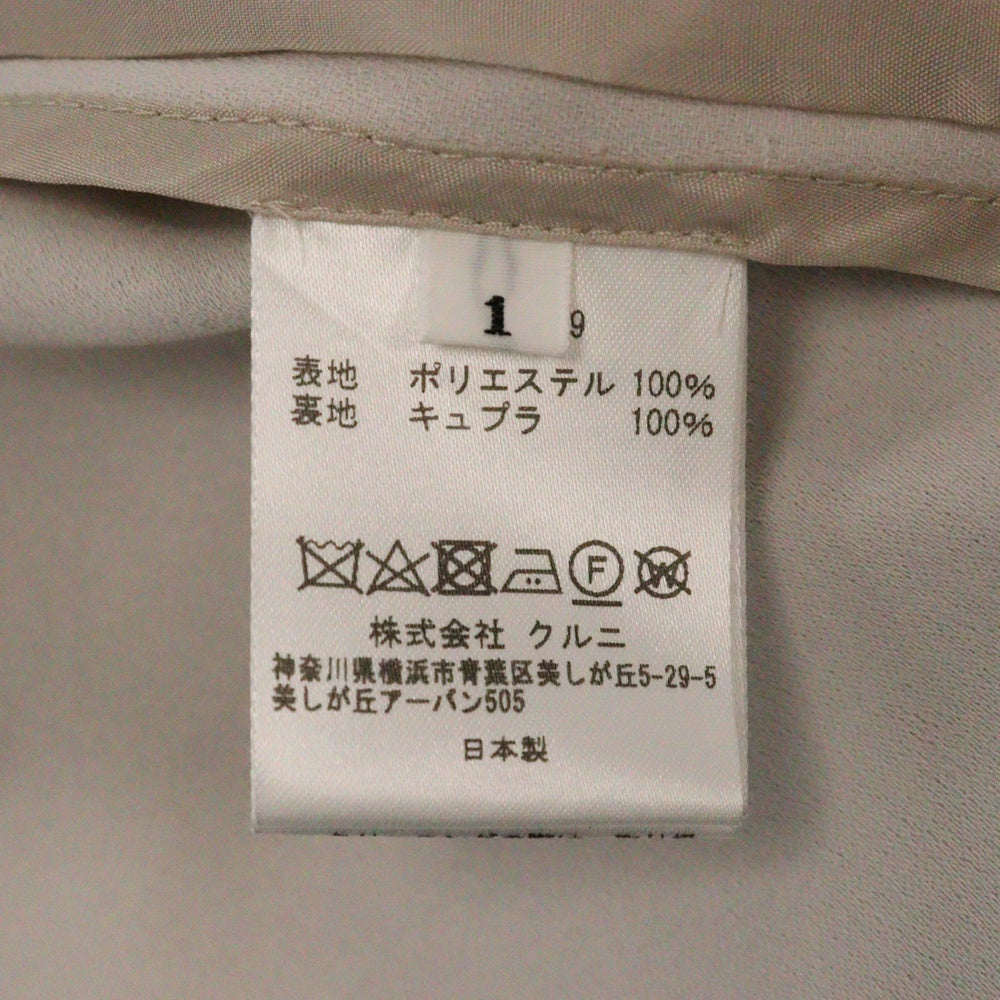 1
9
表地 ポリエステル 100%
裏地 キュプラ 100%
F W
株式会社 クルニ
神奈川県横浜市青葉区美しが丘5-29-5
美しが丘アーバン505
日本製